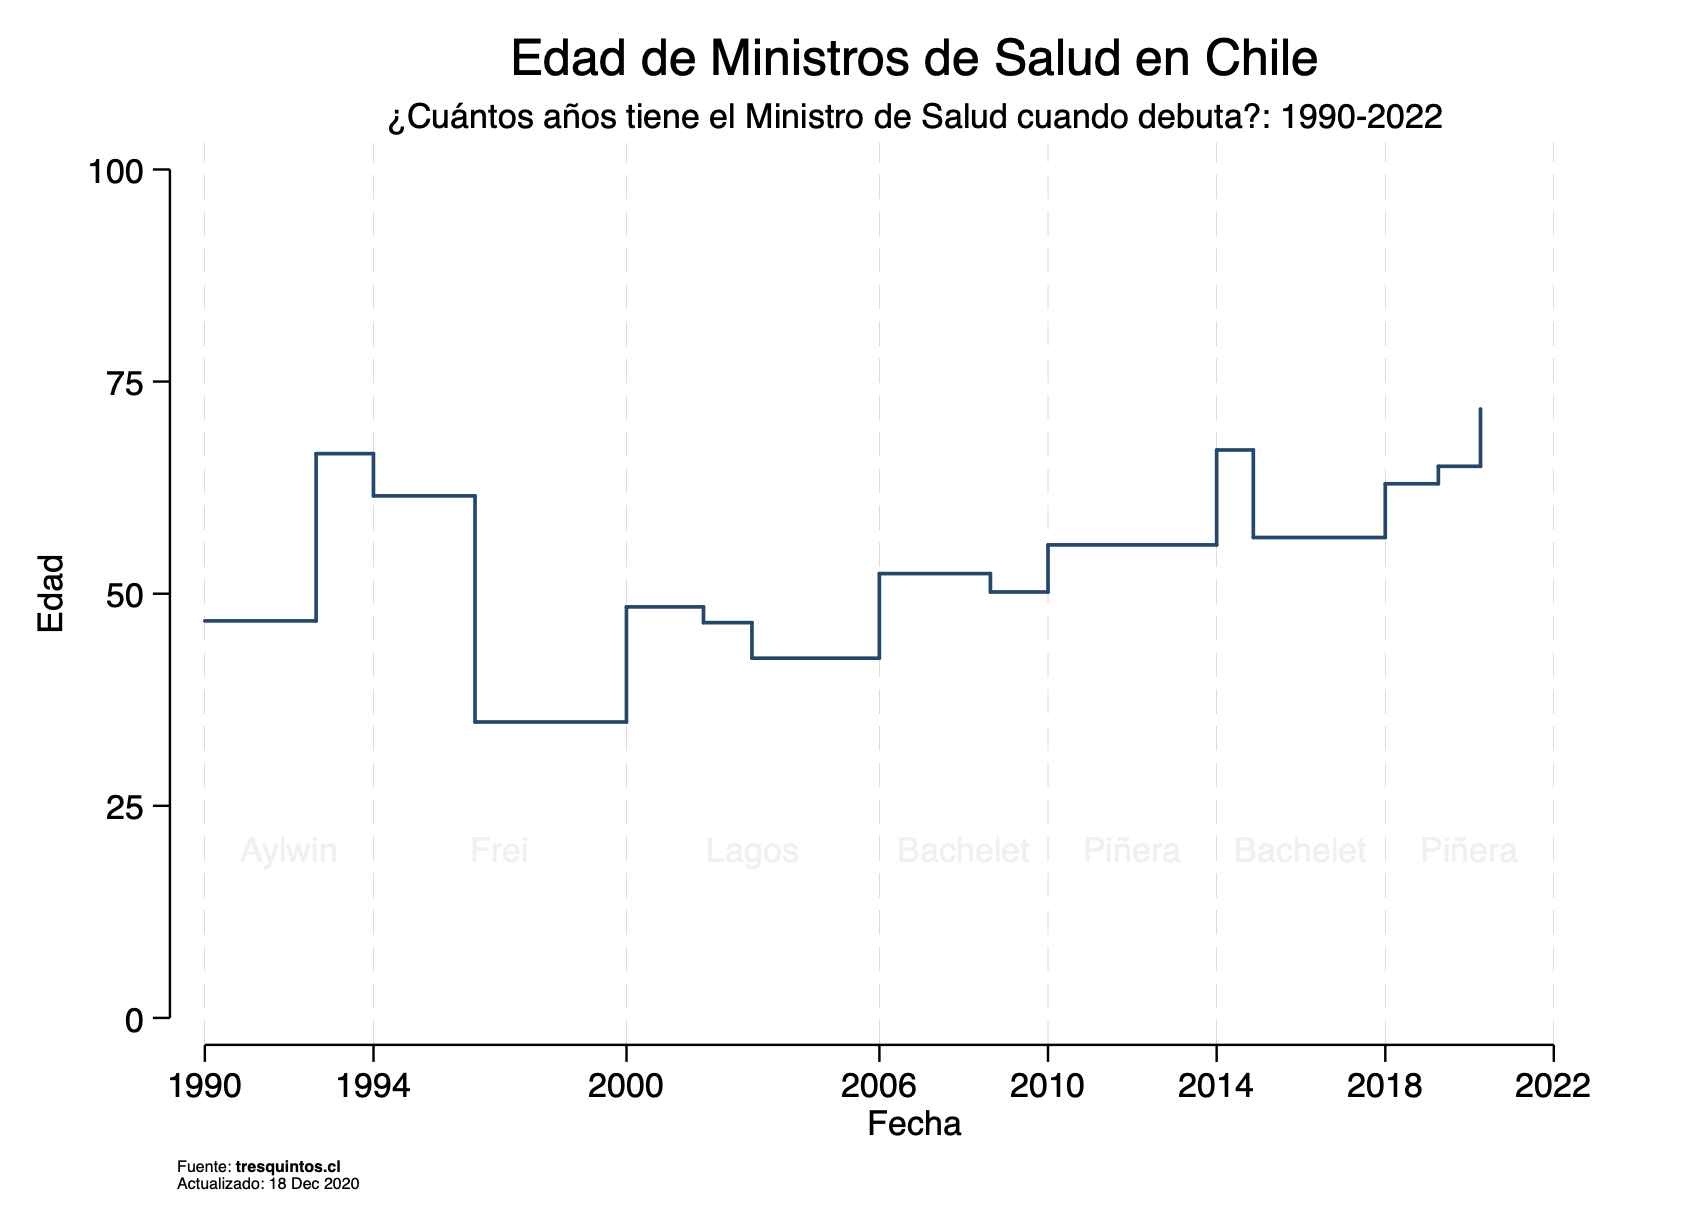 Edad de Ministros de Salud en Chile
¿Cuántos años tiene el Ministro de Salud cuando debuta?: 1990-2022
100
75
50
25
0
Edad
Aylwin Frei Lagos Bachelet Piñera Bachelet Piñera
1990 1994 2000 2006 2010 2014 2018 2022
Fecha
Fuente: tresquintos.cl
Actualizado: 18 Dec 2020